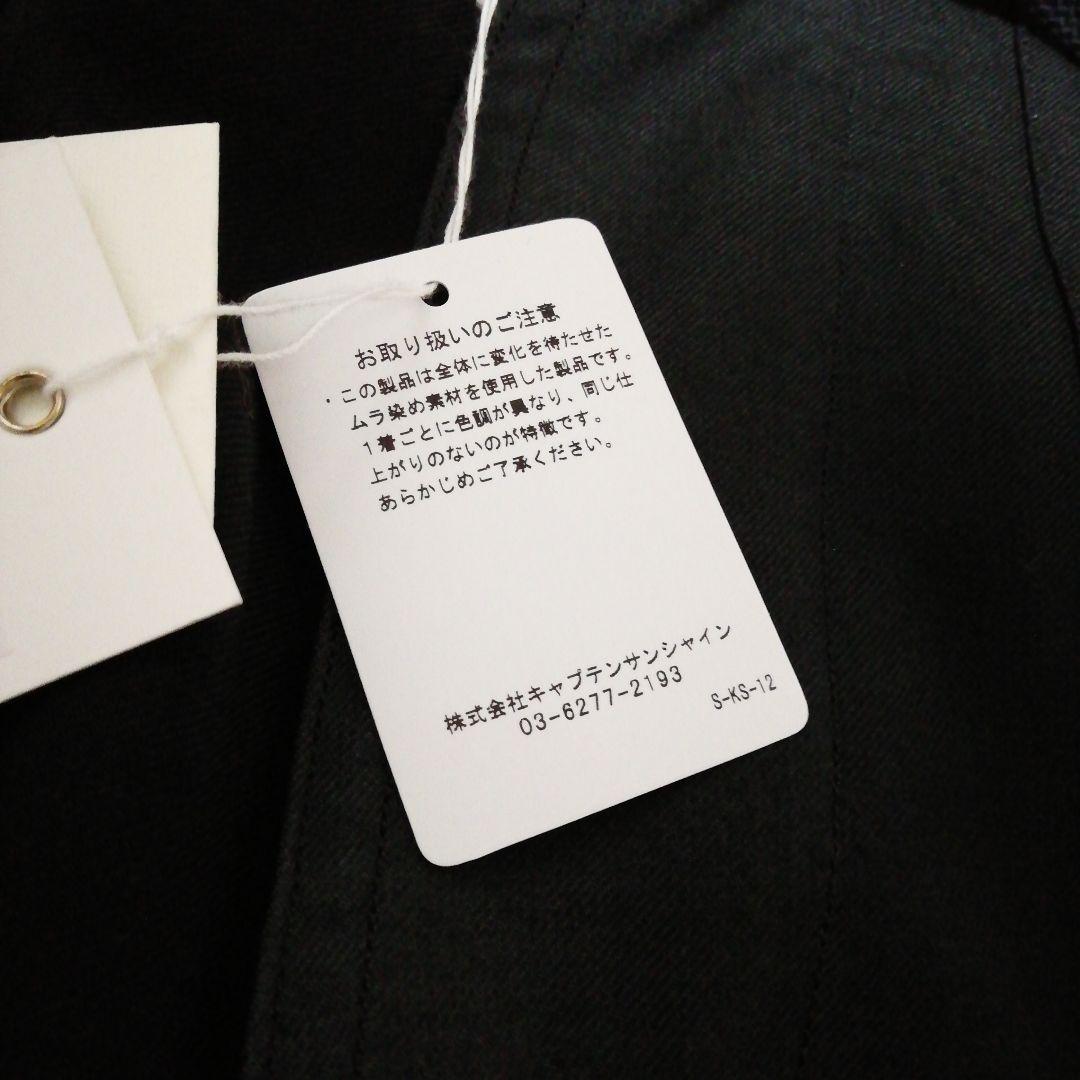 お取り扱いのご注意
・この製品は全体に変化を待たせた
ムラ染め素材を使用した製品です。
1着ごとに色調が異なり、同じ仕
上がりのないのが特徴です。
あらかじめご了承ください。
株式会社キャプテンサンシャイン
03-6277-2193
S-KS-12